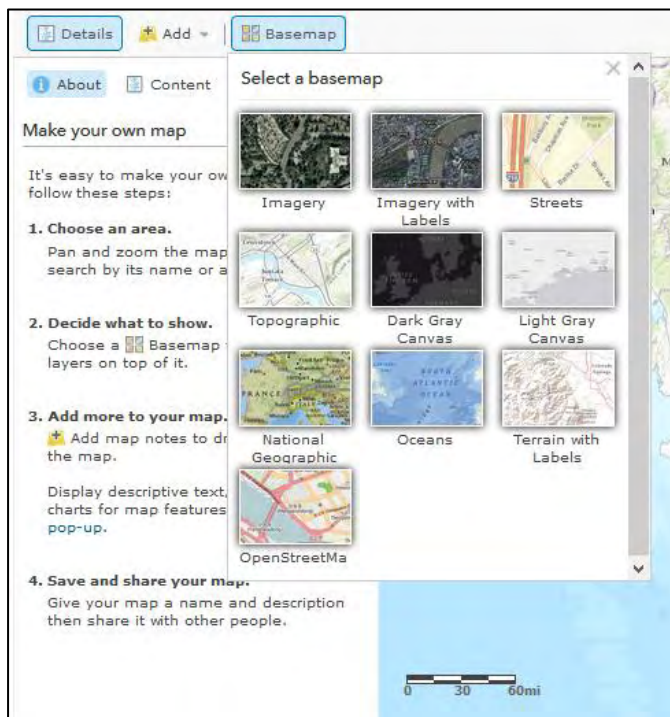 Details
Add
Basemap
About
Content
Make your own map
It's easy to make your ow
follow these steps:
1. Choose an area.
Pan and zoom the map
search by its name or a
2. Decide what to show.
Choose a Basemap
layers on top of it.
3. Add more to your map.
Add map notes to dr
the map.
Display descriptive text,
charts for map features
pop-up.
4. Save and share your map.
Give your map a name and description
then share it with other people.
Select a basemap
Imagery
Imagery with
Labels
Streets
Topographic
Dark Gray
Canvas
Light Gray
Canvas
FRANCE
NORTH
ATLANTIC
OCEAN
National
Geographic
Oceans
Terrain with
Labels
OpenStreetMa
0 30 60mi